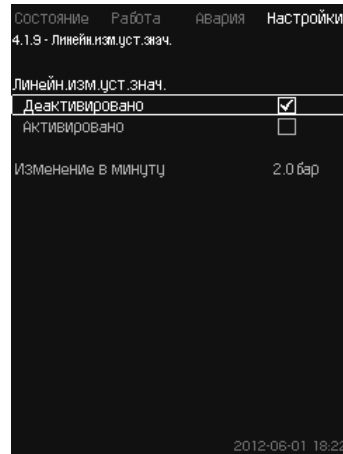 Состояние Работа Авария Настройки
4.1.9 - Линейн.изм.уст.знач.
Линейн.изм.уст.знач.
Деактивировано
Активировано
Изменение в минуту 2.0 бар
2012-06-01 18:22